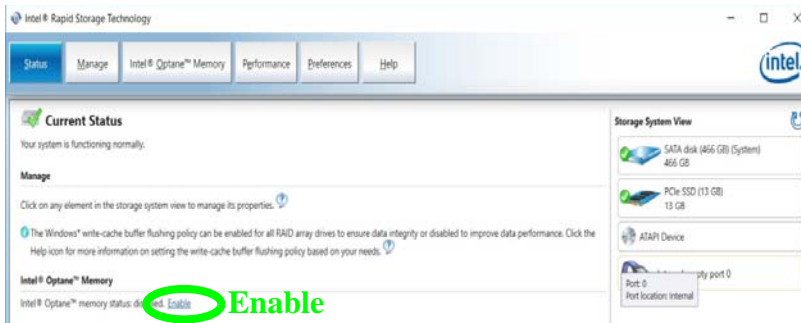 Intel® Rapid Storage Technology
Status
Manage
Intel® Optane™ Memory
Performance
Preferences
Help
intel
Current Status
Your system is functioning normally.
Manage
Click on any element in the storage system view to manage its properties.
The Windows* write-cache buffer flushing policy can be enabled for all RAID array drives to ensure data integrity or disabled to improve data performance. Click the
Help icon for more information on setting the write-cache buffer flushing policy based on your needs.
Intel® Optane™ Memory
Intel® Optane™ memory status: Enable
Enable
Storage System View
SATA disk (466 GB) (System)
466 GB
PCIe SSD (13 GB)
13 GB
ATAPI Device
port 0
Port: 0
Port location: internal